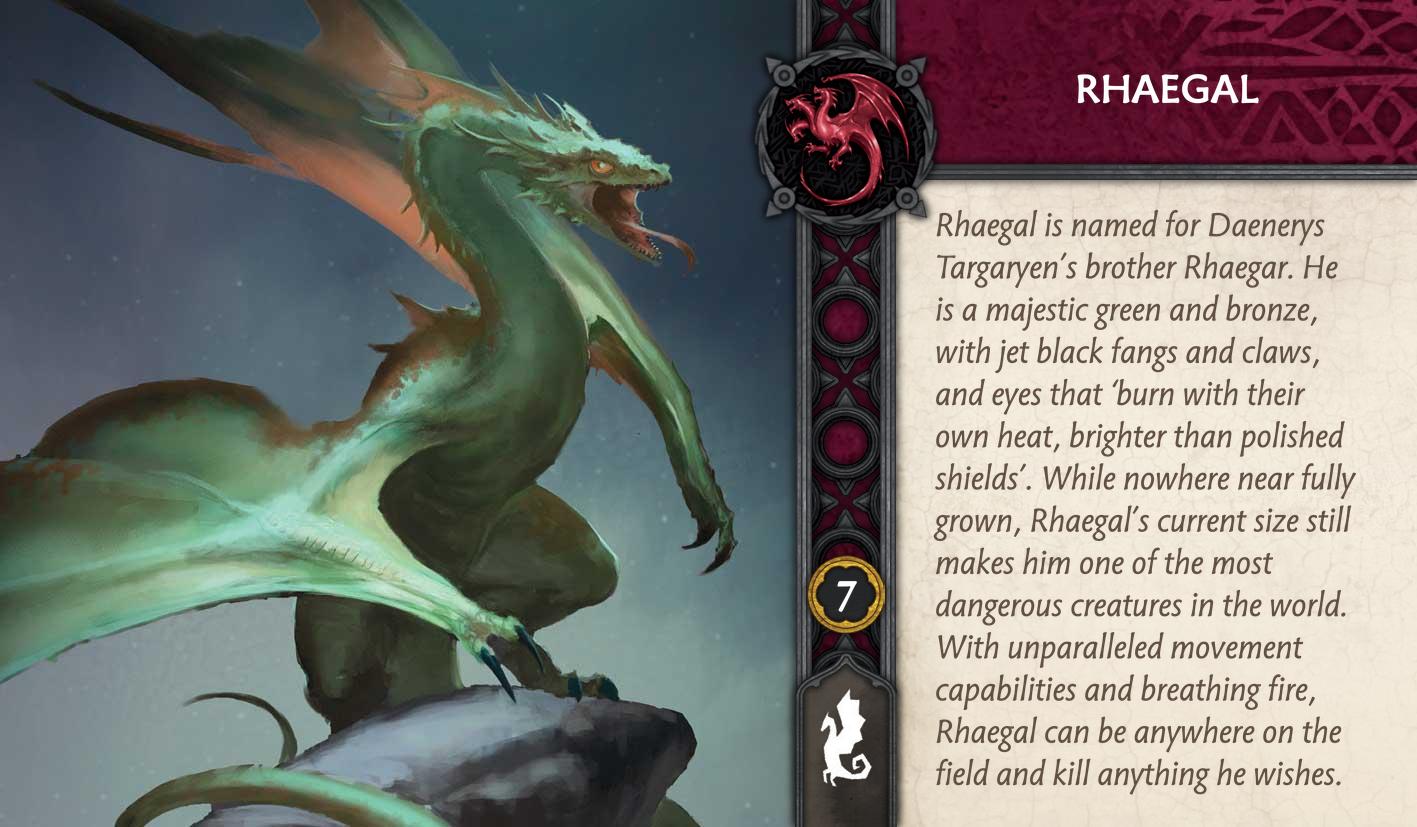 RHAEGAL
Rhaegal is named for Daenerys
Targaryen's brother Rhaegar. He
is a majestic green and bronze,
with jet black fangs and claws,
and eyes that ‘burn with their
own heat, brighter than polished
shields’. While nowhere near fully
grown, Rhaegal's current size still
makes him one of the most
dangerous creatures in the world.
With unparalleled movement
capabilities and breathing fire,
Rhaegal can be anywhere on the
field and kill anything he wishes.
7